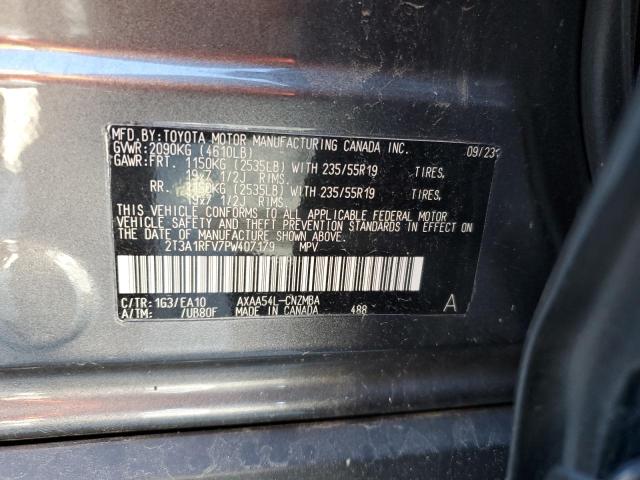 MFD.BY:TOYOTA MOTOR MANUFACTURING CANADA INC. 09/23
GVWR:2090KG (4610LB)
GAWR:FRT. 1150KG (2535LB) WITH 235/55R19 TIRES,
19x7 1/2J RIMS.
RR. 1150KG (2535LB) WITH 235/55R19 TIRES,
19x7 1/2J RIMS.
THIS VEHICLE CONFORMS TO ALL APPLICABLE FEDERAL MOTOR
VEHICLE SAFETY AND THEFT PREVENTION STANDARDS IN EFFECT ON
THE DATE OF MANUFACTURE SHOWN ABOVE.
2T3A1RFV7PW407179 MPV
C/TR: 1G3/EA10 AXAA54L-CNZMBA A
A/TM: /UB80F MADE IN CANADA 488